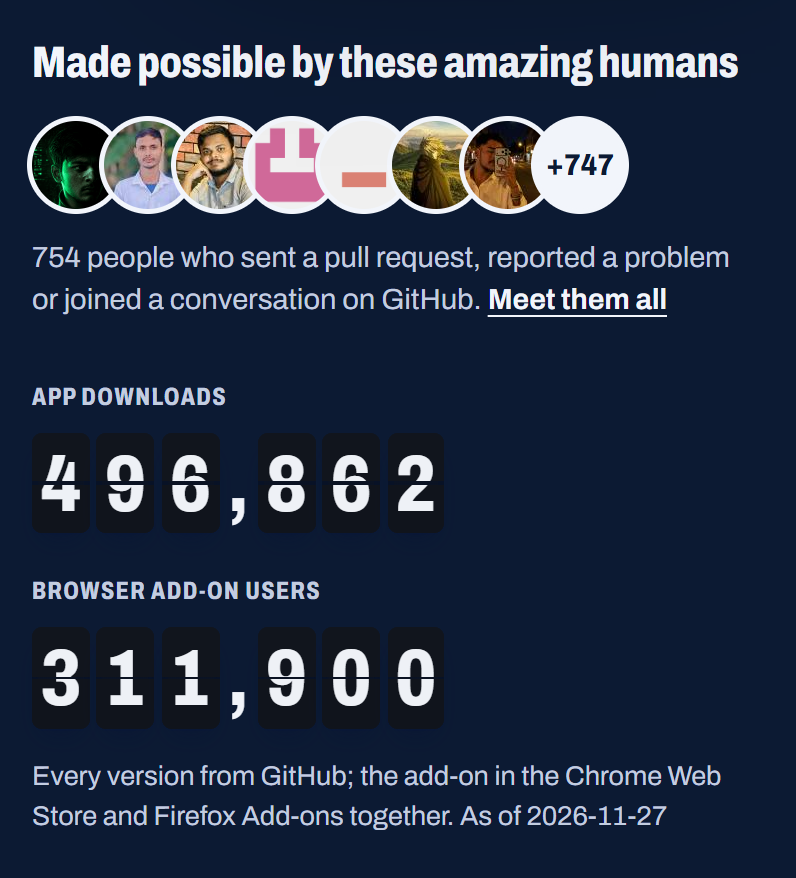 Made possible by these amazing humans
+747
754 people who sent a pull request, reported a problem
or joined a conversation on GitHub. Meet them all
APP DOWNLOADS
496,862
BROWSER ADD-ON USERS
311,900
Every version from GitHub; the add-on in the Chrome Web
Store and Firefox Add-ons together. As of 2026-11-27